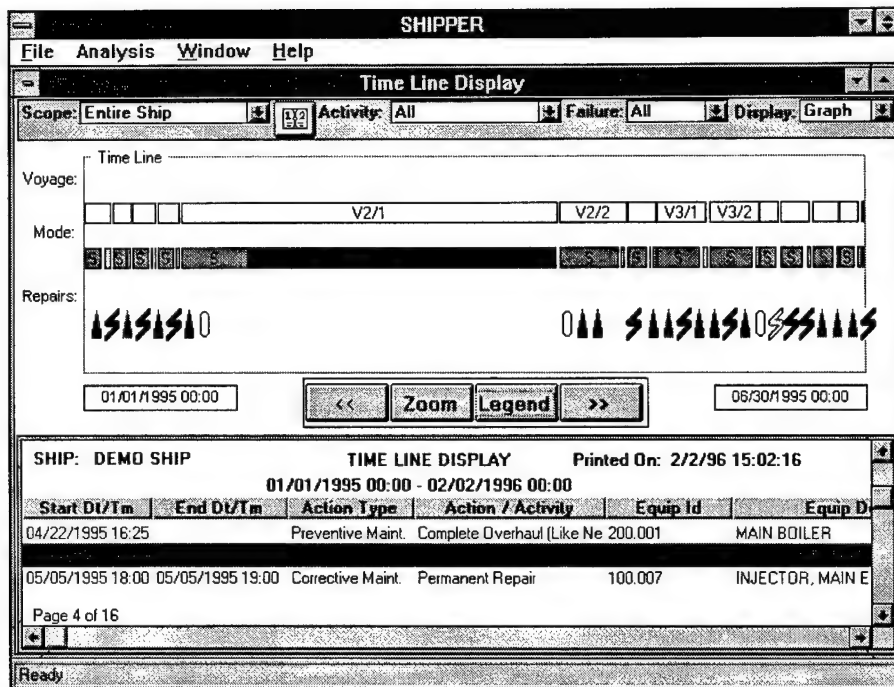 SHIPPER
File Analysis Window Help
Time Line Display
Scope: Entire Ship Activity: All Failure: All Display: Graph
Time Line
Voyage:
V2/1 V2/2 V3/1 V3/2
Mode:
S S S S S S S S S S S S S
Repairs:
01/01/1995 00:00 << Zoom Legend >> 06/30/1995 00:00
SHIP: DEMO SHIP TIME LINE DISPLAY Printed On: 2/2/96 15:02:16
01/01/1995 00:00 - 02/02/1996 00:00
Start Dt/Tm End Dt/Tm Action Type Action / Activity Equip Id Equip D
04/22/1995 16:25 Preventive Maint. Complete Overhaul (Like Ne 200.001 MAIN BOILER
05/05/1995 18:00 05/05/1995 19:00 Corrective Maint. Permanent Repair 100.007 INJECTOR, MAIN E
Page 4 of 16
Ready